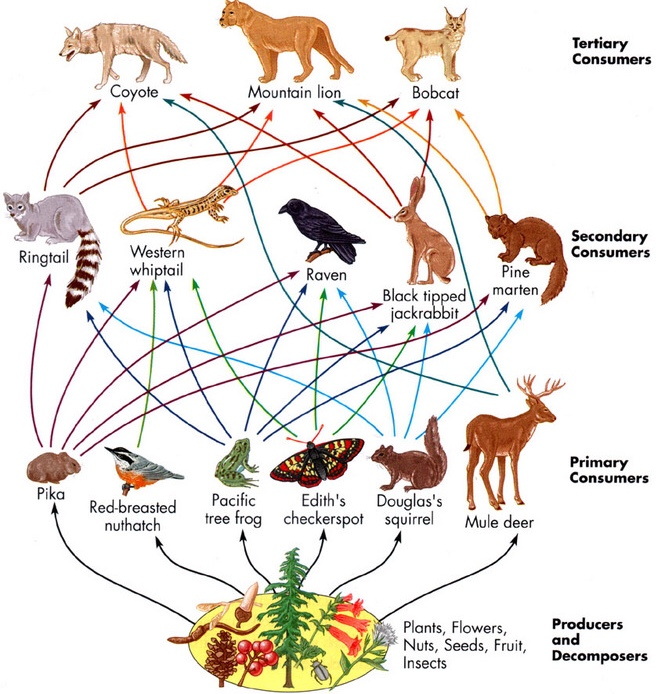 Tertiary
Consumers
Coyote
Mountain lion
Bobcat
Ringtail
Western
whiptail
Raven
Black tipped
jackrabbit
Pine
marten
Secondary
Consumers
Pika
Red-breasted
nuthatch
Pacific
tree frog
Edith's
checkerspot
Douglas's
squirrel
Mule deer
Primary
Consumers
Plants, Flowers,
Nuts, Seeds, Fruit,
Insects
Producers
and
Decomposers